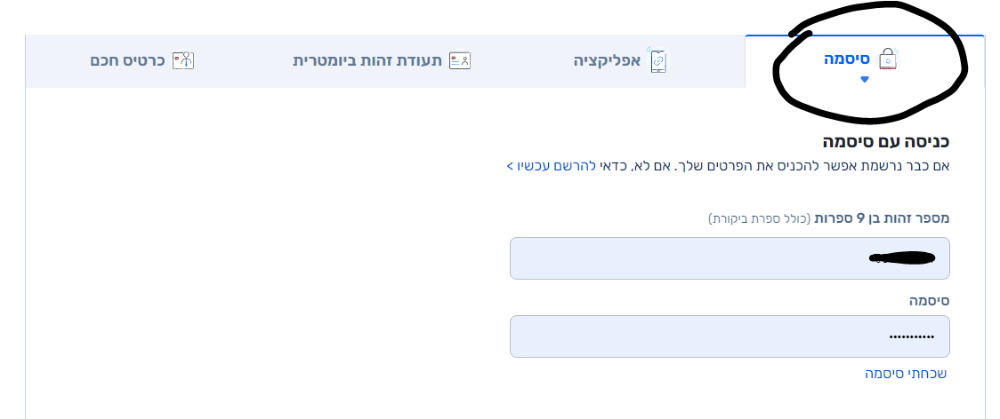 סיסמה אפליקציה תעודת זהות ביומטרית כרטיס חכם
כניסה עם סיסמה
אם כבר נרשמת אפשר להכניס את הפרטים שלך. אם לא, כדאי להרשם עכשיו >
מספר זהות בן 9 ספרות (כולל ספרת ביקורת)
סיסמה
•••••••••••
שכחתי סיסמה